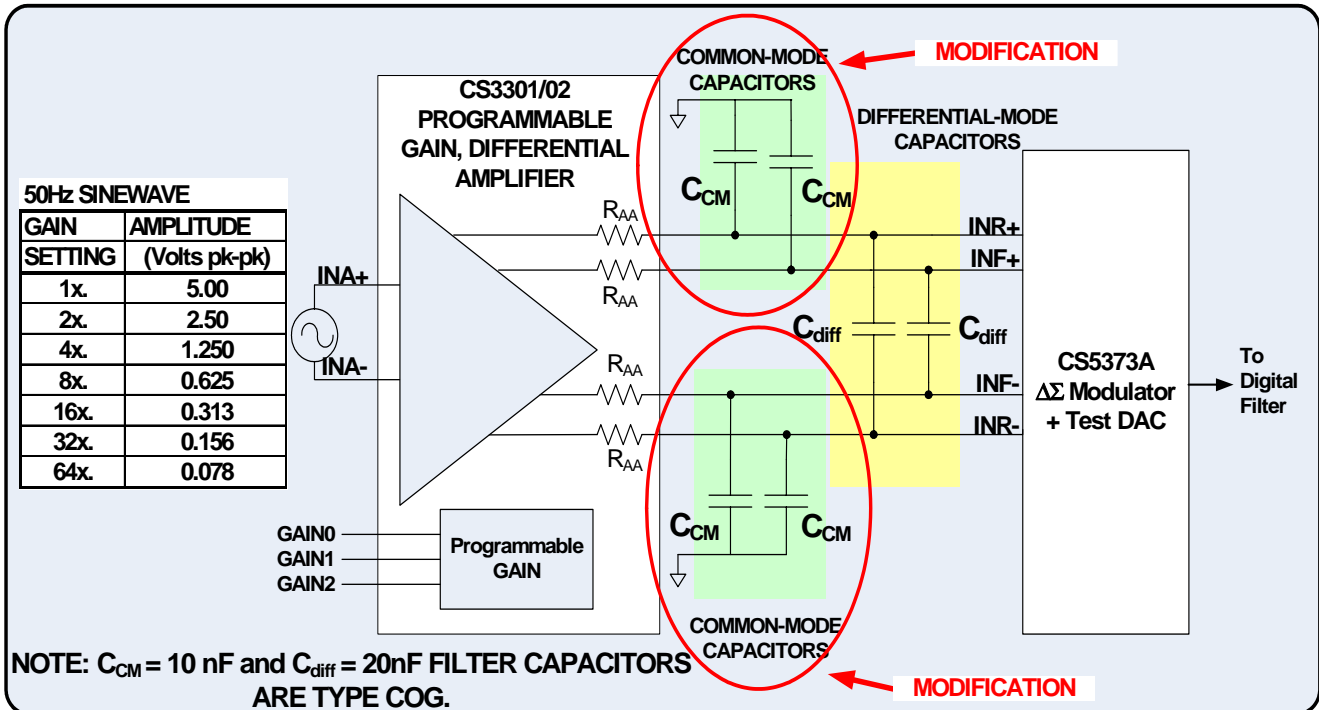 COMMON-MODE
CAPACITORS
MODIFICATION
CS3301/02
PROGRAMMABLE
GAIN, DIFFERENTIAL
AMPLIFIER
DIFFERENTIAL-MODE
CAPACITORS
50Hz SINEWAVE
GAIN AMPLITUDE
SETTING (Volts pk-pk)
1x. 5.00
2x. 2.50
4x. 1.250
8x. 0.625
16x. 0.313
32x. 0.156
64x. 0.078
INA+
INA-
RAA
RAA
RAA
RAA
CCM
CCM
INR+
INF+
Cdiff
Cdiff
INF-
INR-
CS5373A
ΔΣ Modulator
+ Test DAC
To
Digital
Filter
CCM
CCM
GAIN0
GAIN1
GAIN2
Programmable
GAIN
COMMON-MODE
CAPACITORS
MODIFICATION
NOTE: CCM = 10 nF and Cdiff = 20nF FILTER CAPACITORS
ARE TYPE COG.